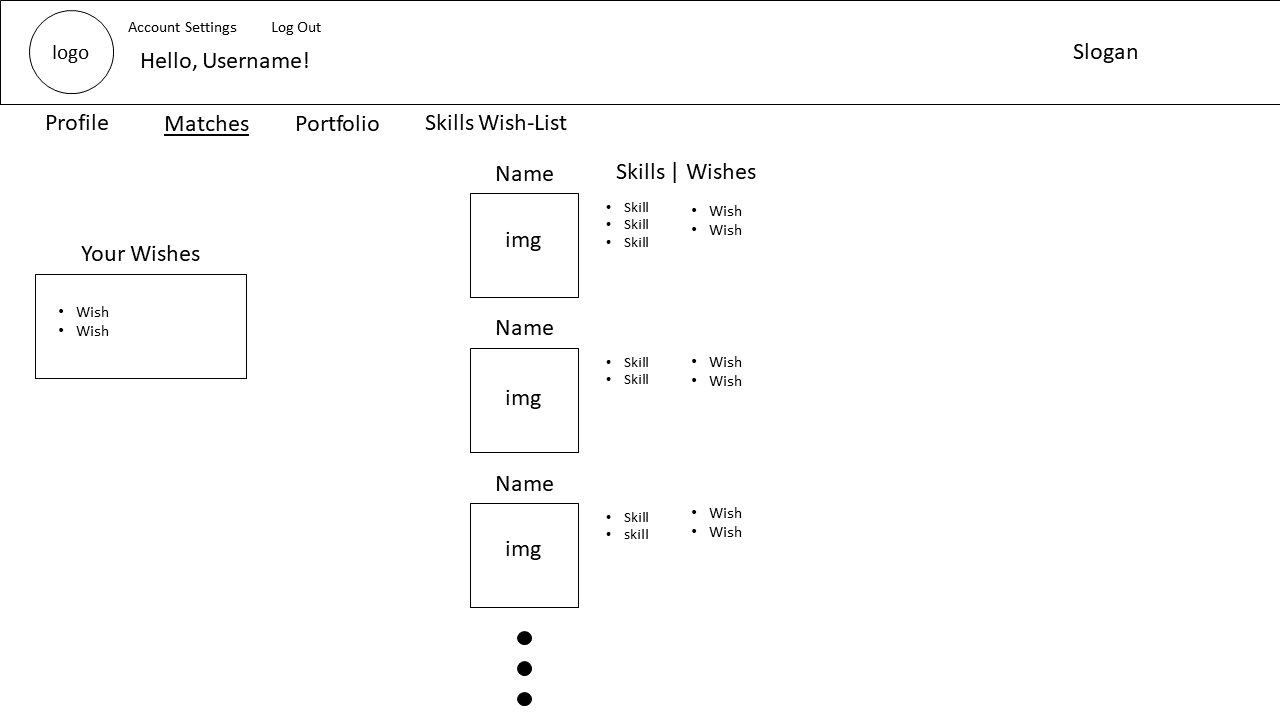 Account Settings Log Out
logo
Hello, Username!
Slogan
Profile Matches Portfolio Skills Wish-List
Your Wishes
• Wish
• Wish
Name
img
Skills | Wishes
• Skill
• Skill
• Skill
• Wish
• Wish
Name
img
• Skill
• Skill
• Wish
• Wish
Name
img
• Skill
• skill
• Wish
• Wish